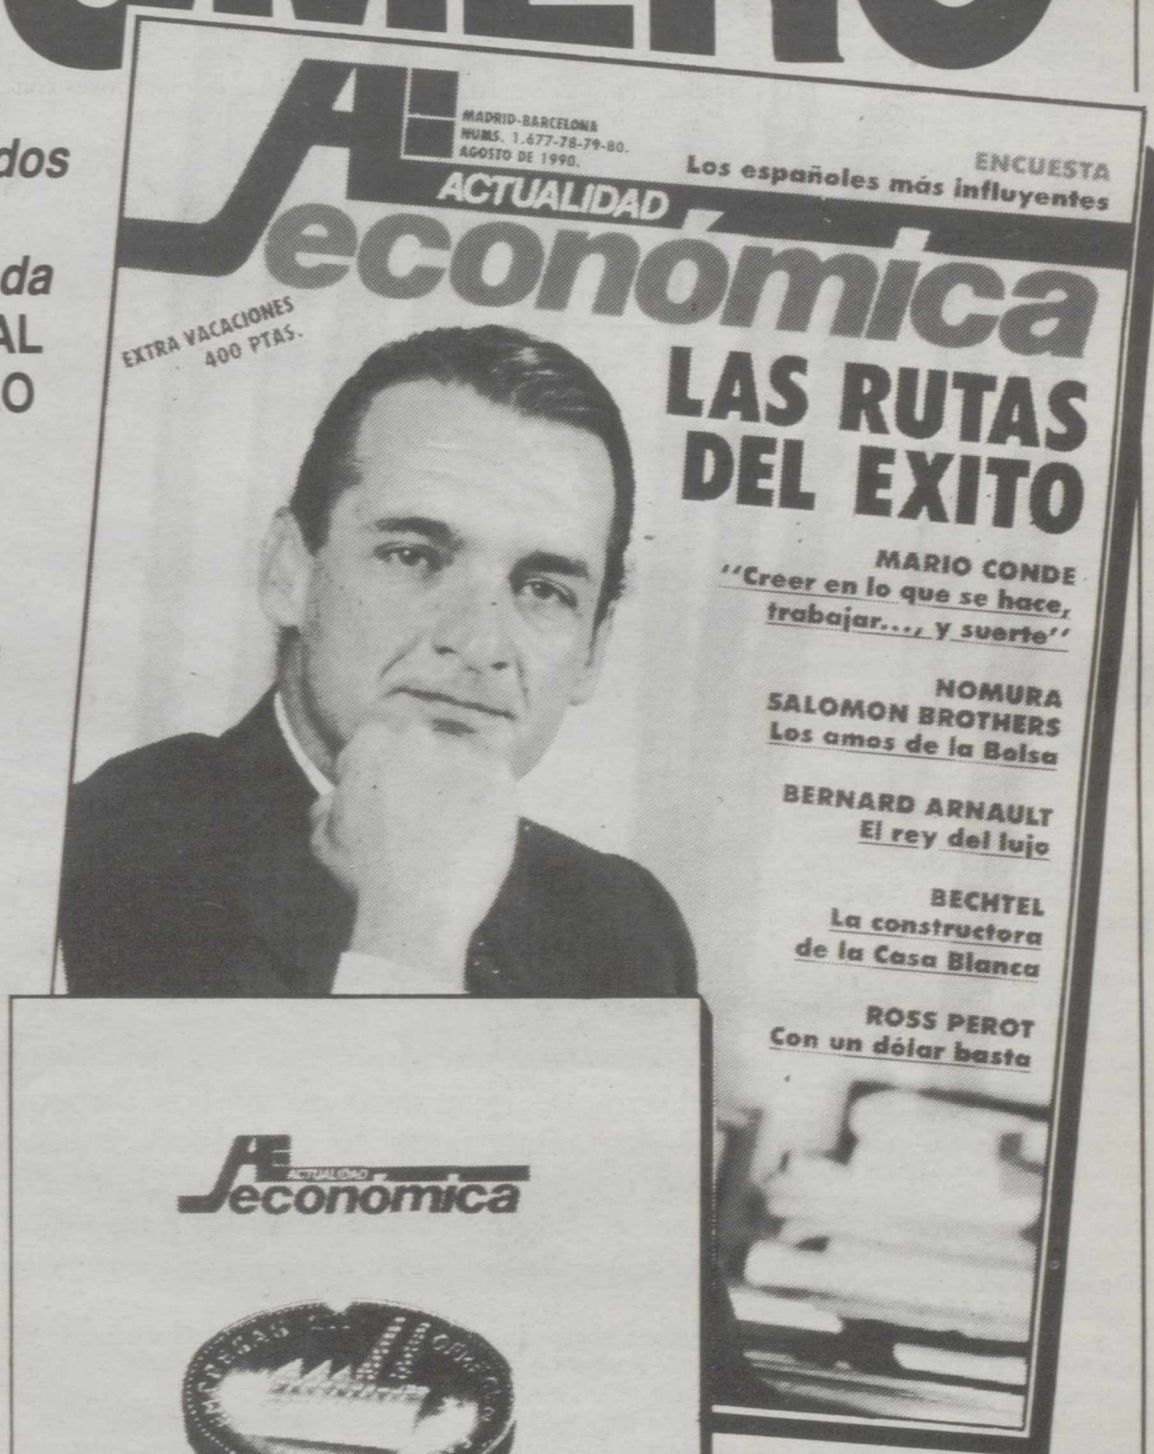 dos
da
AL
O
AE
MADRID-BARCELONA
NUMS. 1.677-78-79-80.
AGOSTO DE 1990.
ENCUESTA
Los españoles más influyentes
ACTUALIDAD
económica
EXTRA VACACIONES
400 PTAS.
LAS RUTAS
DEL EXITO
MARIO CONDE
"Creer en lo que se hace,
trabajar..., y suerte"
NOMURA
SALOMON BROTHERS
Los amos de la Bolsa
BERNARD ARNAULT
El rey del lujo
BECHTEL
La constructora
de la Casa Blanca
ROSS PEROT
Con un dólar basta
AE
ACTUALIDAD
económica